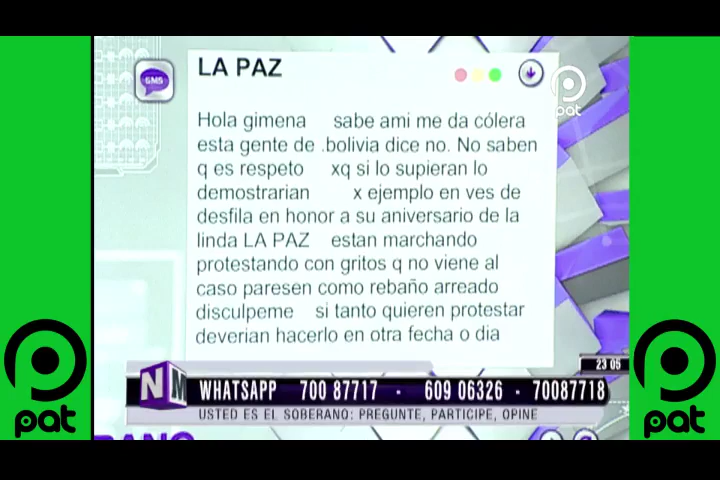 LA PAZ
SMS
pat
Hola gimena sabe ami me da cólera
esta gente de .bolivia dice no. No saben
q es respeto xq si lo supieran lo
demostrarian x ejemplo en ves de
desfila en honor a su aniversario de la
linda LA PAZ estan marchando
protestando con gritos q no viene al
caso paresen como rebaño arreado
disculpeme si tanto quieren protestar
deverian hacerlo en otra fecha o dia
23 05
NM
WHATSAPP 700 87717 - 609 06326 - 70087718
USTED ES EL SOBERANO: PREGUNTE, PARTICIPE, OPINE
pat
pat